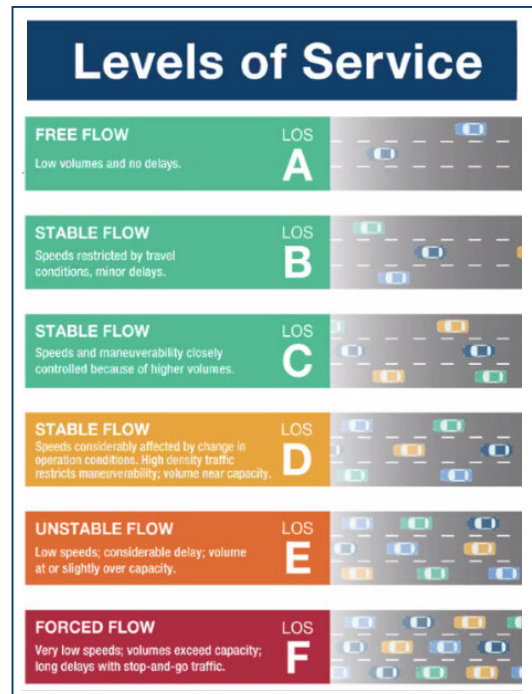 Levels of Service
FREE FLOW
Low volumes and no delays.
LOS
A
STABLE FLOW
Speeds restricted by travel
conditions, minor delays.
LOS
B
STABLE FLOW
Speeds and maneuverability closely
controlled because of higher volumes.
LOS
C
STABLE FLOW
Speeds considerably affected by change in
operation conditions. High density traffic
restricts maneuverability; volume near capacity.
LOS
D
UNSTABLE FLOW
Low speeds; considerable delay; volume
at or slightly over capacity.
LOS
E
FORCED FLOW
Very low speeds; volumes exceed capacity;
long delays with stop-and-go traffic.
LOS
F